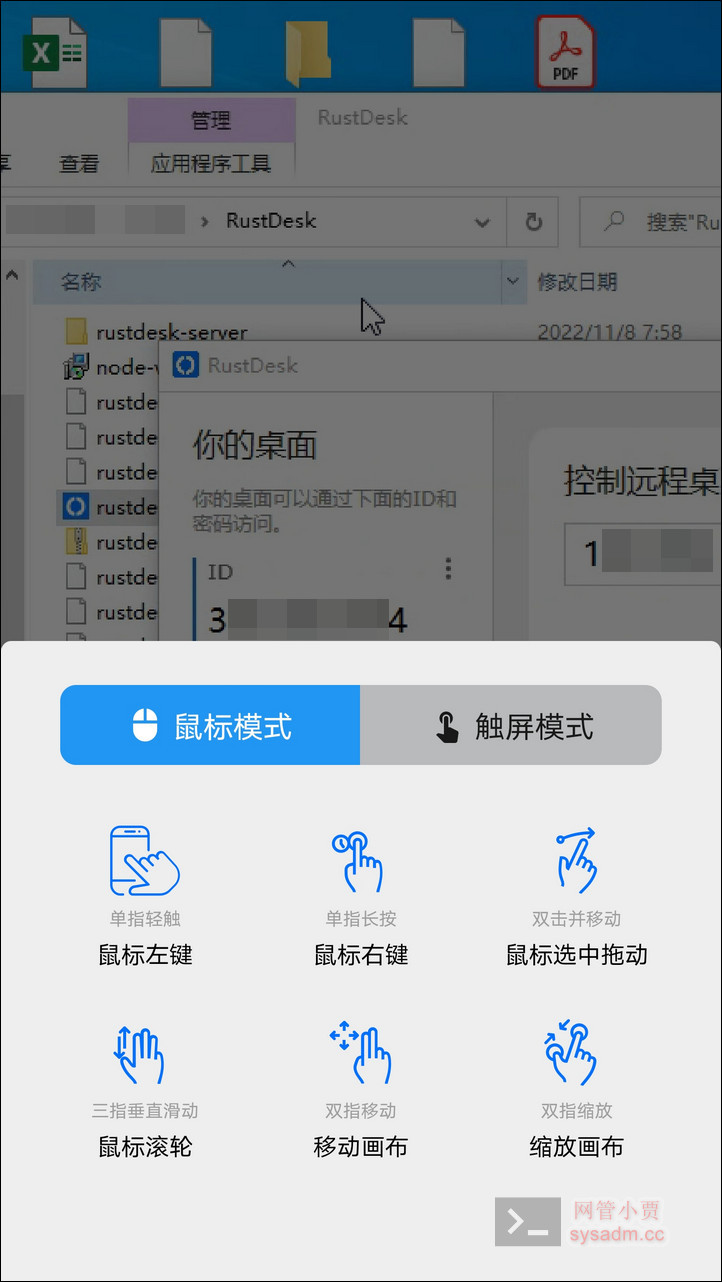 PDF
管理
RustDesk
查看
应用程序工具
RustDesk
搜索"Ru
名称
修改日期
rustdesk-server
2022/11/8 7:58
node-
RustDesk
rustde
rustde
rustde
rustde
rustde
rustde
rustde
你的桌面
你的桌面可以通过下面的ID和
密码访问。
控制远程桌
1
ID
3
4
鼠标模式
触屏模式
单指轻触
单指长按
双击并移动
鼠标左键
鼠标右键
鼠标选中拖动
三指垂直滑动
双指移动
双指缩放
鼠标滚轮
移动画布
缩放画布
网管小贾
sysadm.cc